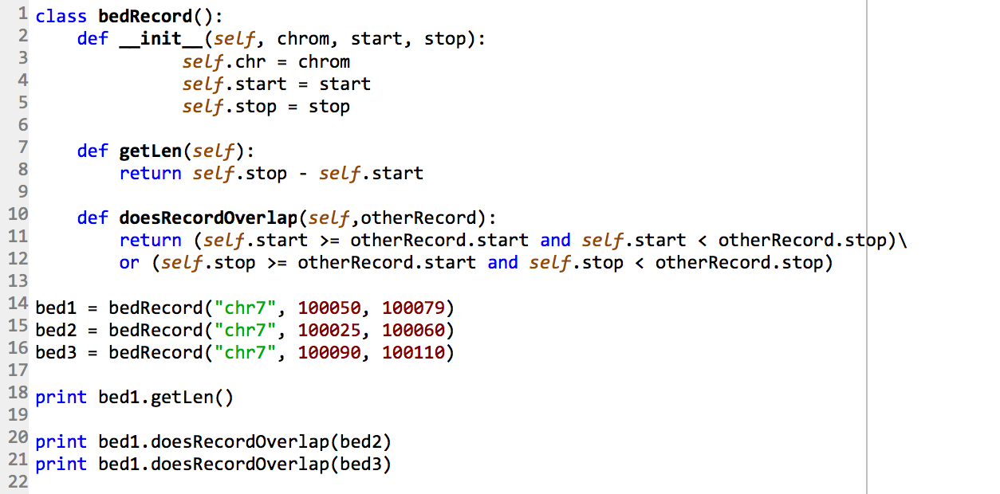 1 class bedRecord():
2     def __init__(self, chrom, start, stop):
3               self.chr = chrom
4               self.start = start
5               self.stop = stop
6
7     def getLen(self):
8         return self.stop - self.start
9
10     def doesRecordOverlap(self,otherRecord):
11         return (self.start >= otherRecord.start and self.start < otherRecord.stop)\
12         or (self.stop >= otherRecord.start and self.stop < otherRecord.stop)
13
14 bed1 = bedRecord("chr7", 100050, 100079)
15 bed2 = bedRecord("chr7", 100025, 100060)
16 bed3 = bedRecord("chr7", 100090, 100110)
17
18 print bed1.getLen()
19
20 print bed1.doesRecordOverlap(bed2)
21 print bed1.doesRecordOverlap(bed3)
22